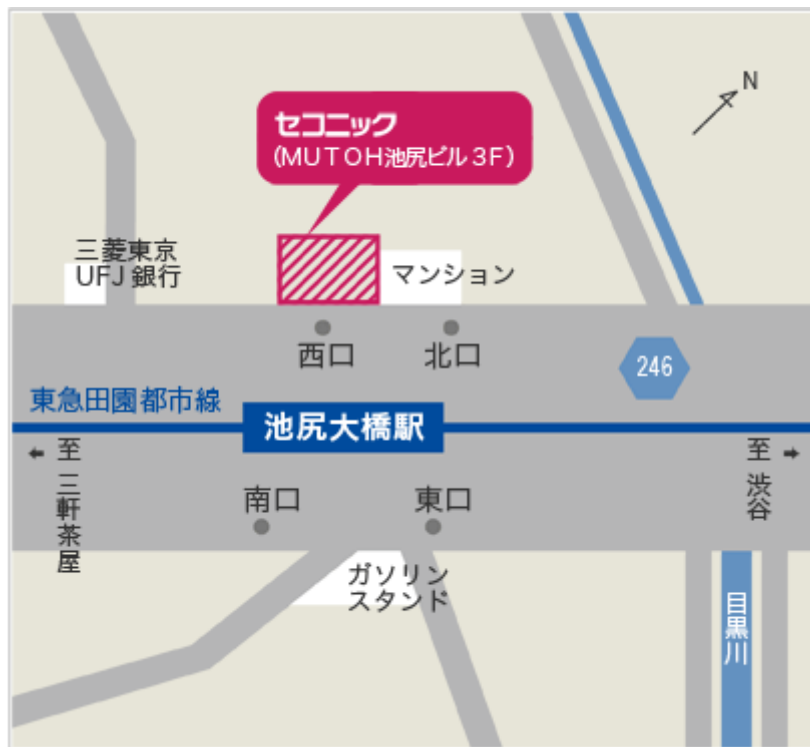 N
セコニック
(MUTOH池尻ビル3F)
三菱東京
UFJ銀行
マンション
西口
北口
246
東急田園都市線
池尻大橋駅
← 至 三軒茶屋
至 → 渋谷
南口
東口
ガソリン
スタンド
目黒川